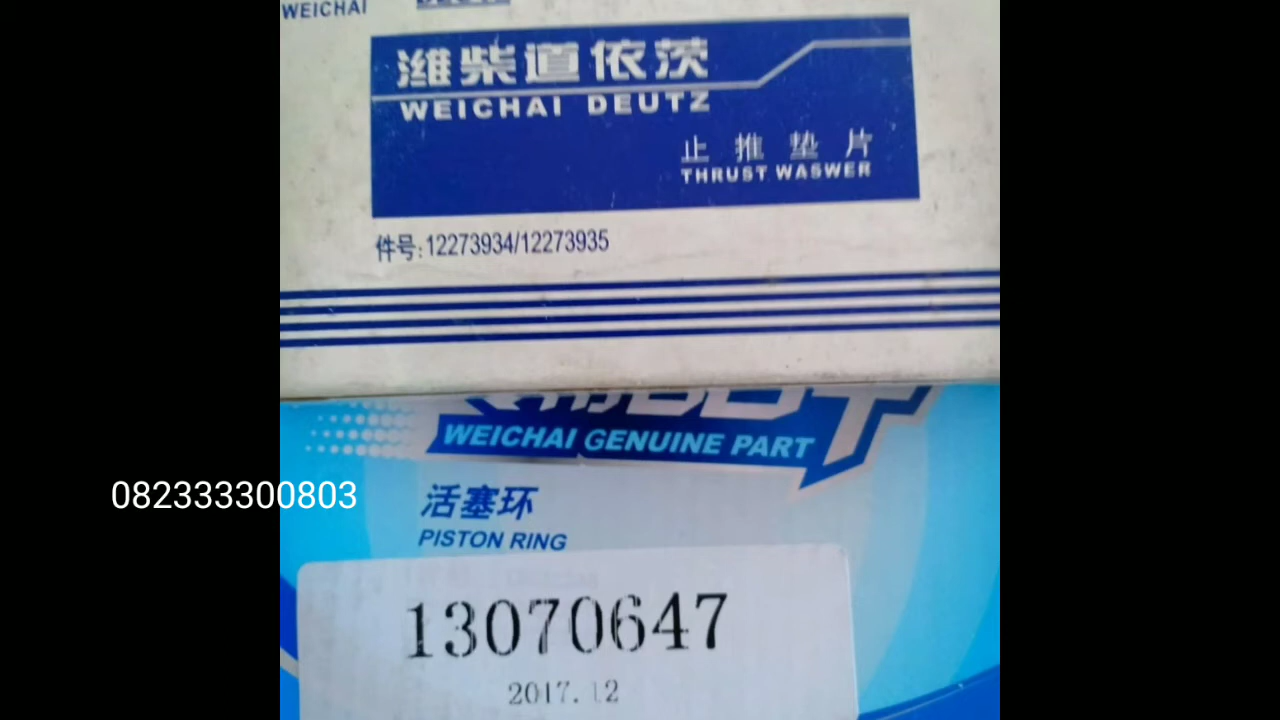 WEICHAI
潍柴道依茨
WEICHAI DEUTZ
止推垫片
THRUST WASWER
件号:12273934/12273935
WEICHAI GENUINE PART
082333300803
活塞环
PISTON RING
13070647
2017.12